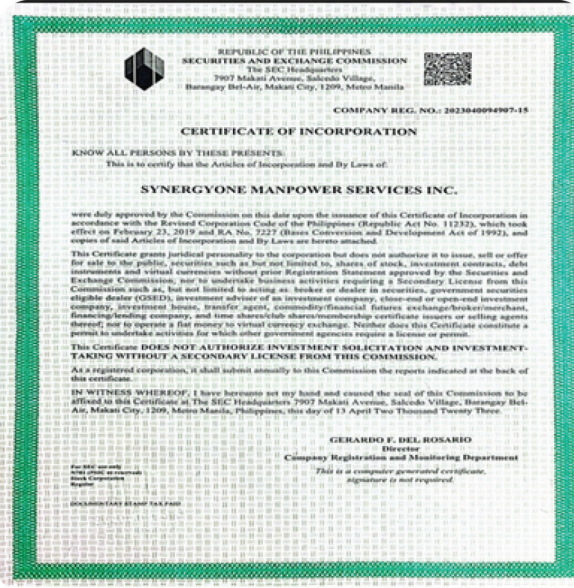 REPUBLIC OF THE PHILIPPINES
SECURITIES AND EXCHANGE COMMISSION
The SEC Headquarters
7907 Makati Avenue, Salcedo Village,
Barangay Bel-Air, Makati City, 1209, Metro Manila
COMPANY REG. NO.: 2023040094907-15
CERTIFICATE OF INCORPORATION
KNOW ALL PERSONS BY THESE PRESENTS:
This is to certify that the Articles of Incorporation and By Laws of:
SYNERGYONE MANPOWER SERVICES INC.
were duly approved by the Commission on this date upon the issuance of this Certificate of Incorporation in
accordance with the Revised Corporation Code of the Philippines (Republic Act No. 11232), which took
effect on February 23, 2019 and RA No. 7227 (Bases Conversion and Development Act of 1992), and
copies of said Articles of Incorporation and By Laws are hereto attached.
This Certificate grants juridical personality to the corporation but does not authorize it to issue, sell or offer
for sale to the public, securities such as but not limited to, shares of stock, investment contracts, debt
instruments and virtual currencies without prior Registration Statement approved by the Securities and
Exchange Commission; nor to undertake business activities requiring a Secondary License from this
Commission such as, but not limited to acting as: broker or dealer in securities, government securities
eligible dealer (GSED), investment adviser of an investment company, close-end or open-end investment
company, investment house, transfer agent, commodity/financial futures exchange/broker/merchant,
financing/lending company, and time shares/club shares/membership certificate issuers or selling agents
thereof; nor to operate a fiat money to virtual currency exchange. Neither does this Certificate constitute a
permit to undertake activities for which other government agencies require a license or permit.
This Certificate DOES NOT AUTHORIZE INVESTMENT SOLICITATION AND INVESTMENT-
TAKING WITHOUT A SECONDARY LICENSE FROM THIS COMMISSION.
As a registered corporation, it shall submit annually to this Commission the reports indicated at the back of
this certificate.
IN WITNESS WHEREOF, I have hereunto set my hand and caused the seal of this Commission to be
affixed to this Certificate at The SEC Headquarters 7907 Makati Avenue, Salcedo Village, Barangay Bel-
Air, Makati City, 1209, Metro Manila, Philippines, this day of 13 April Two Thousand Twenty Three.
GERARDO F. DEL ROSARIO
Director
Company Registration and Monitoring Department
This is a computer generated certificate,
signature is not required.
For SEC use only
Stock Corporation
Regular
DOCUMENTARY STAMP TAX PAID